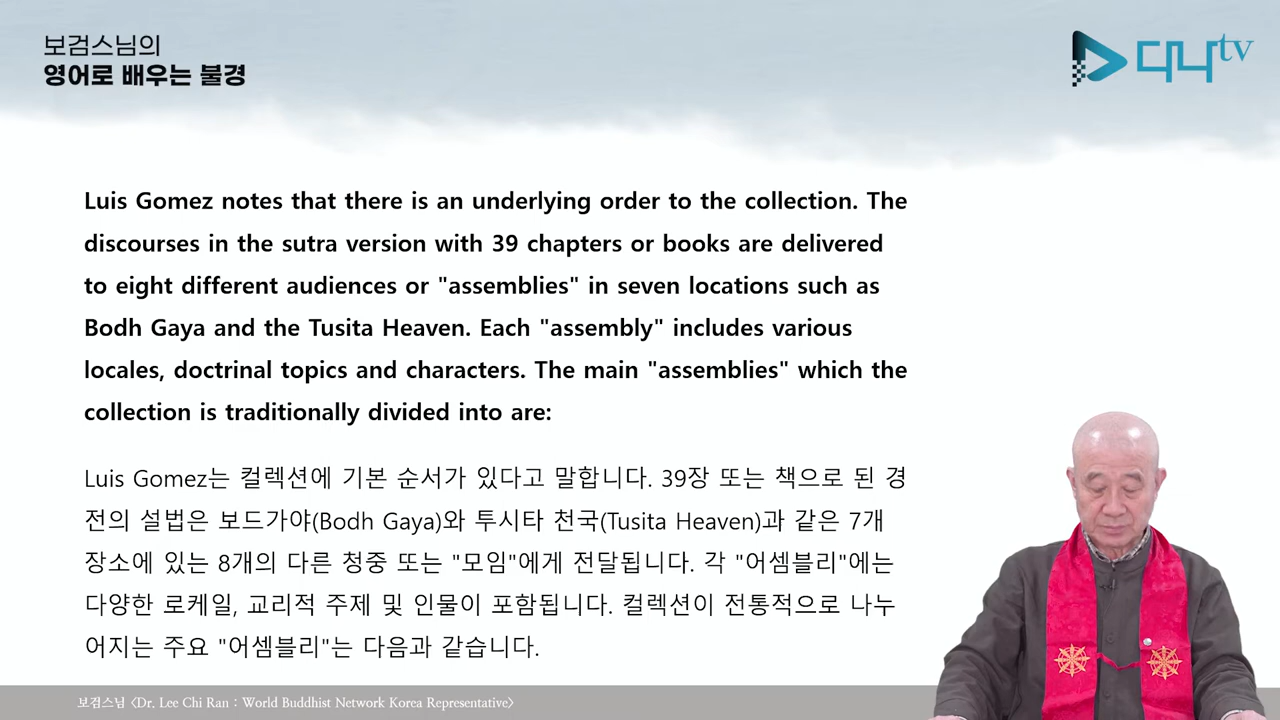 보검스님의
영어로 배우는 불경
다나tv
Luis Gomez notes that there is an underlying order to the collection. The
discourses in the sutra version with 39 chapters or books are delivered
to eight different audiences or "assemblies" in seven locations such as
Bodh Gaya and the Tusita Heaven. Each "assembly" includes various
locales, doctrinal topics and characters. The main "assemblies" which the
collection is traditionally divided into are:
Luis Gomez는 컬렉션에 기본 순서가 있다고 말합니다. 39장 또는 책으로 된 경
전의 설법은 보드가야(Bodh Gaya)와 투시타 천국(Tusita Heaven)과 같은 7개
장소에 있는 8개의 다른 청중 또는 "모임"에게 전달됩니다. 각 "어셈블리"에는
다양한 로케일, 교리적 주제 및 인물이 포함됩니다. 컬렉션이 전통적으로 나누
어지는 주요 "어셈블리"는 다음과 같습니다.
보검스님 <Dr. Lee Chi Ran : World Buddhist Network Korea Representative>